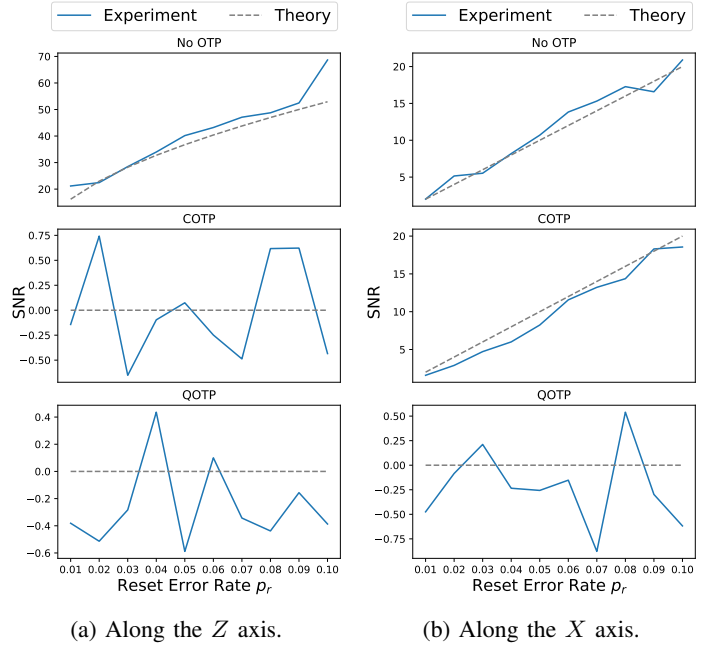 Experiment Theory
No OTP
70
60
50
40
30
20
COTP
0.75
0.50
0.25
0.00
−0.25
−0.50
SNR
QOTP
0.4
0.2
0.0
−0.2
−0.4
−0.6
0.01 0.02 0.03 0.04 0.05 0.06 0.07 0.08 0.09 0.10
Reset Error Rate pᵣ
(a) Along the Z axis.
Experiment Theory
No OTP
20
15
10
5
COTP
20
15
10
5
SNR
QOTP
0.50
0.25
0.00
−0.25
−0.50
−0.75
0.01 0.02 0.03 0.04 0.05 0.06 0.07 0.08 0.09 0.10
Reset Error Rate pᵣ
(b) Along the X axis.